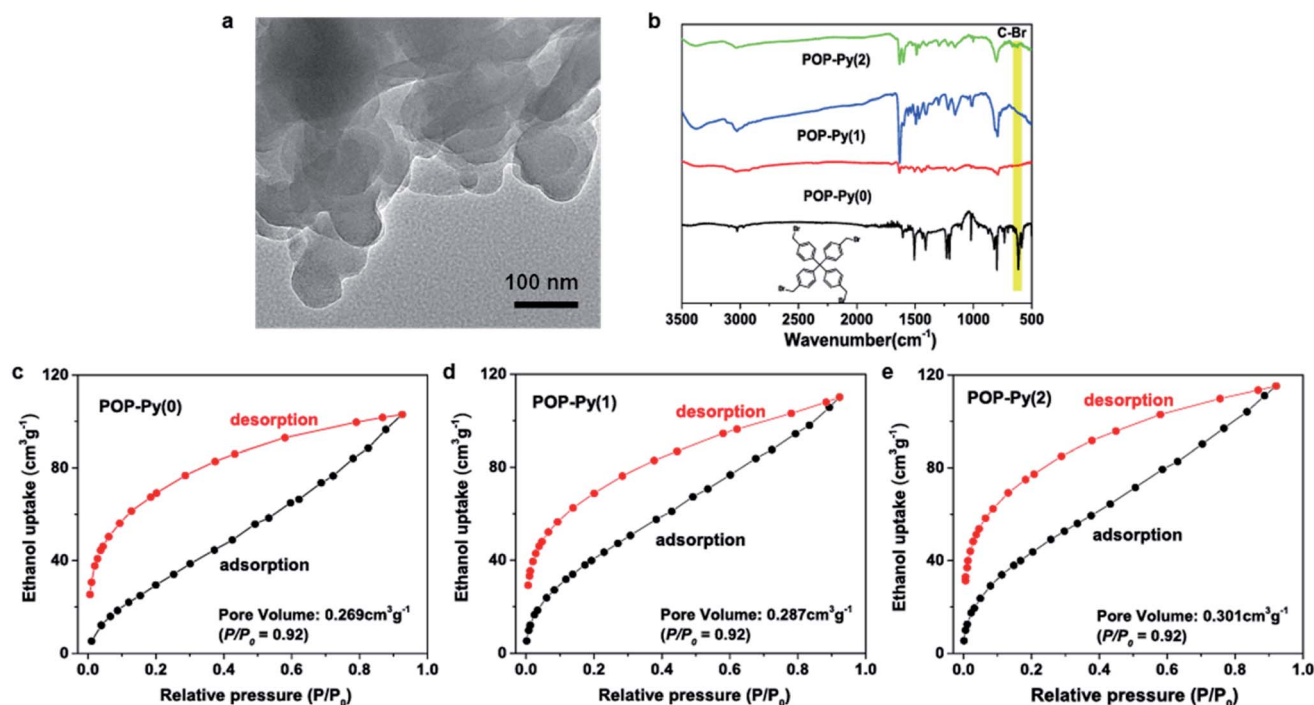 a
100 nm
b
C-Br
POP-Py(2)
POP-Py(1)
POP-Py(0)
Br
Br
Br
Br
3500 3000 2500 2000 1500 1000 500
Wavenumber(cm⁻¹)
c
120
80
40
0
Ethanol uptake (cm³g⁻¹)
POP-Py(0)
desorption
adsorption
Pore Volume: 0.269cm³g⁻¹
(P/P₀ = 0.92)
0.0 0.2 0.4 0.6 0.8 1.0
Relative pressure (P/P₀)
d
120
80
40
0
Ethanol uptake (cm³g⁻¹)
POP-Py(1)
desorption
adsorption
Pore Volume: 0.287cm³g⁻¹
(P/P₀ = 0.92)
0.0 0.2 0.4 0.6 0.8 1.0
Relative pressure (P/P₀)
e
120
80
40
0
Ethanol uptake (cm³g⁻¹)
POP-Py(2)
desorption
adsorption
Pore Volume: 0.301cm³g⁻¹
(P/P₀ = 0.92)
0.0 0.2 0.4 0.6 0.8 1.0
Relative pressure (P/P₀)